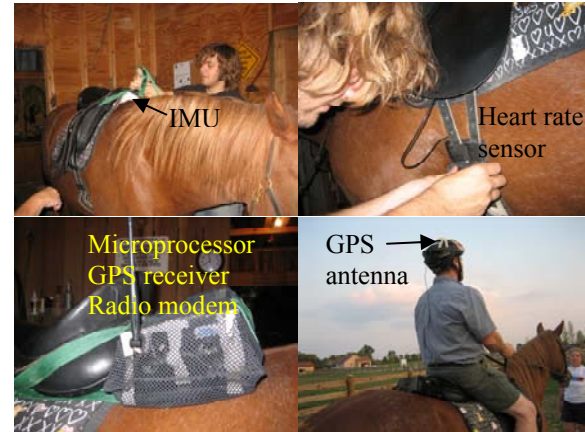 IMU
Heart rate
sensor
Microprocessor
GPS receiver
Radio modem
GPS
antenna